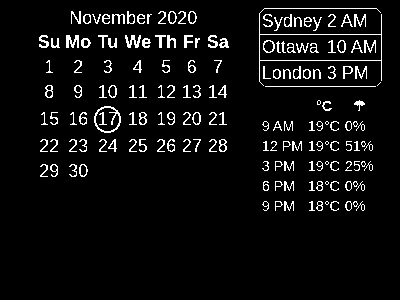 November 2020
Su Mo Tu We Th Fr Sa
1 2 3 4 5 6 7
8 9 10 11 12 13 14
15 16 17 18 19 20 21
22 23 24 25 26 27 28
29 30
Sydney 2 AM
Ottawa 10 AM
London 3 PM
°C ☂
9 AM 19°C 0%
12 PM 19°C 51%
3 PM 19°C 25%
6 PM 18°C 0%
9 PM 18°C 0%